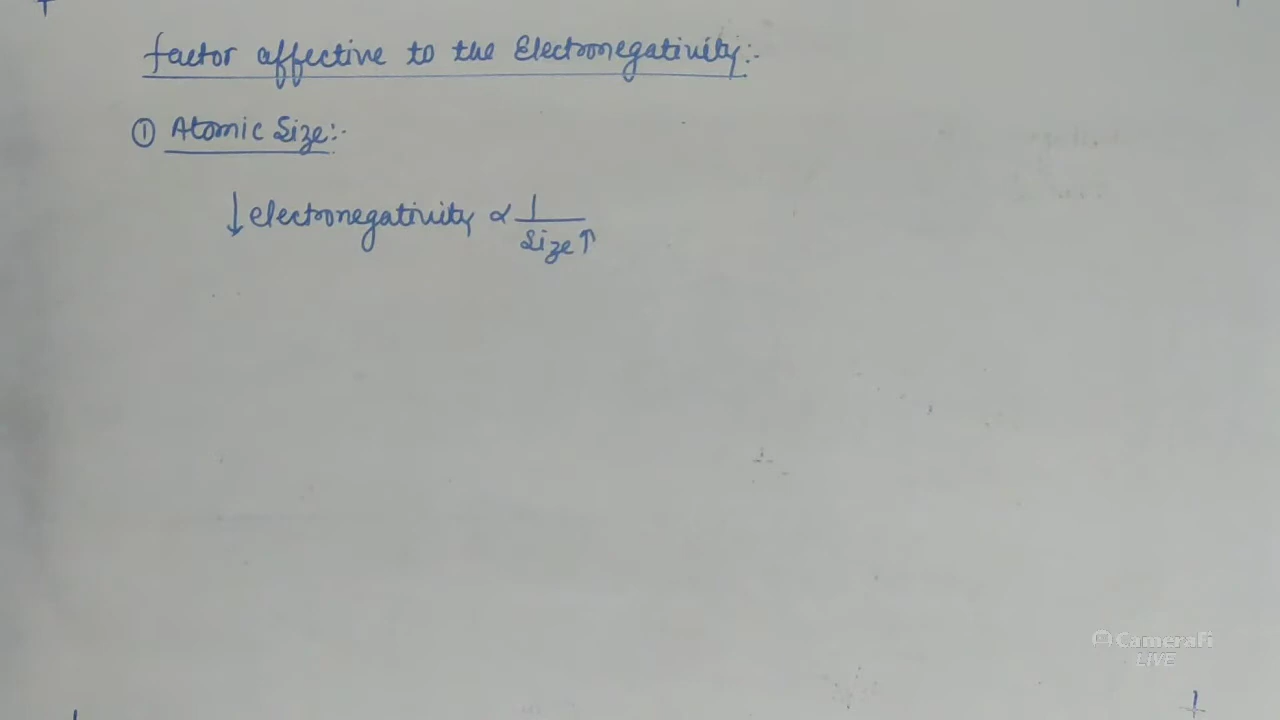 factor affective to the Electronegativity:-
① Atomic Size:-
↓ electronegativity ∝ 1/Size↑
CameraFi
LIVE